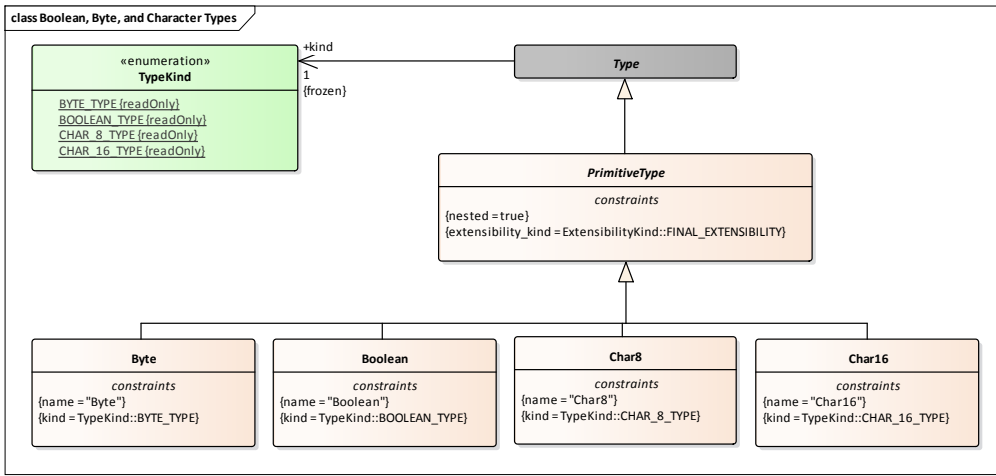 class Boolean, Byte, and Character Types
«enumeration»
TypeKind
BYTE_TYPE {readOnly}
BOOLEAN_TYPE {readOnly}
CHAR_8_TYPE {readOnly}
CHAR_16_TYPE {readOnly}
+kind
1
{frozen}
Type
PrimitiveType
constraints
{nested = true}
{extensibility_kind = ExtensibilityKind::FINAL_EXTENSIBILITY}
Byte
constraints
{name = "Byte"}
{kind = TypeKind::BYTE_TYPE}
Boolean
constraints
{name = "Boolean"}
{kind = TypeKind::BOOLEAN_TYPE}
Char8
constraints
{name = "Char8"}
{kind = TypeKind::CHAR_8_TYPE}
Char16
constraints
{name = "Char16"}
{kind = TypeKind::CHAR_16_TYPE}